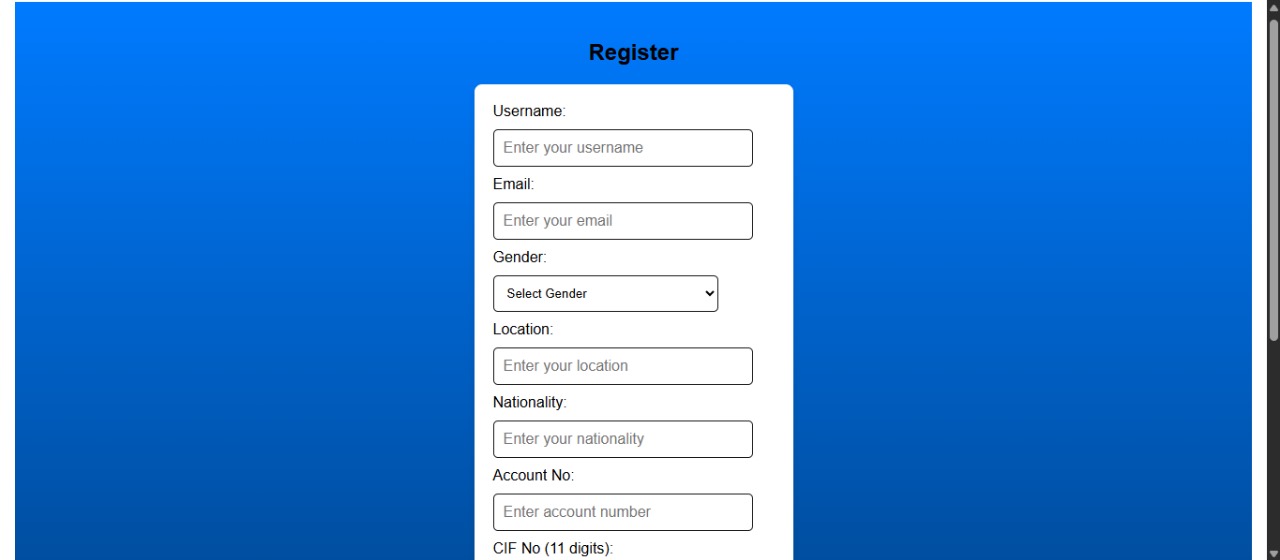 Register
Username:
Enter your username
Email:
Enter your email
Gender:
Select Gender
Location:
Enter your location
Nationality:
Enter your nationality
Account No:
Enter account number
CIF No (11 digits):